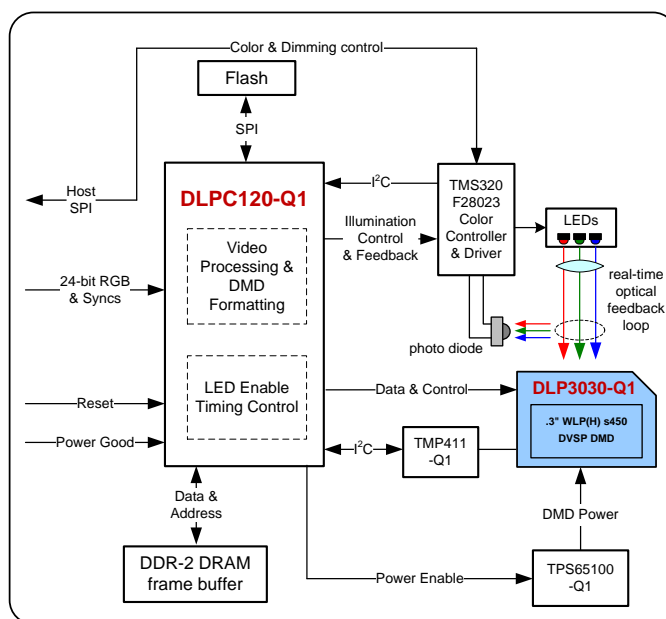 Color & Dimming control
Flash
SPI
Host
SPI
DLPC120-Q1
I²C
TMS320
F28023
Color
Controller
& Driver
LEDs
Illumination
Control
& Feedback
Video
Processing &
DMD
Formatting
24-bit RGB
& Syncs
real-time
optical
feedback
loop
photo diode
LED Enable
Timing Control
Data & Control
DLP3030-Q1
.3" WLP(H) s450
DVSP DMD
Reset
Power Good
I²C
TMP411
-Q1
Data &
Address
DMD Power
DDR-2 DRAM
frame buffer
Power Enable
TPS65100
-Q1